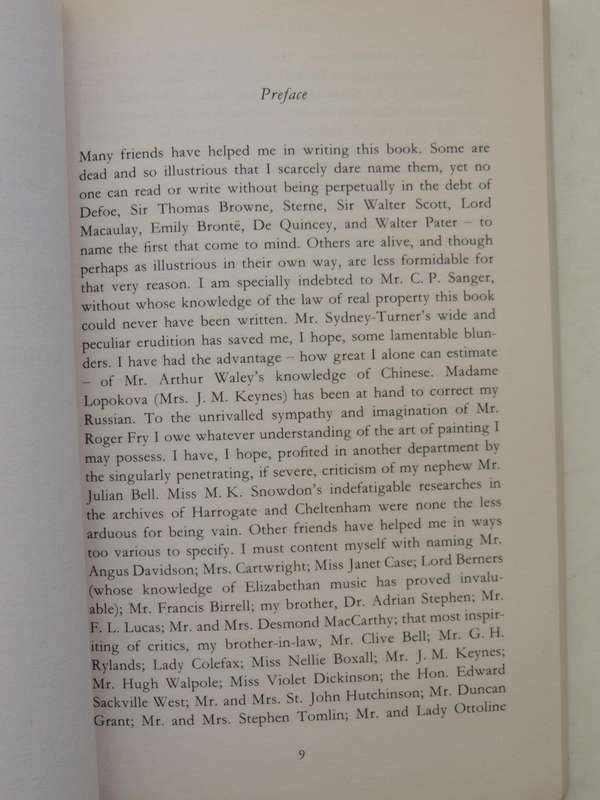 Preface
Many friends have helped me in writing this book. Some are
dead and so illustrious that I scarcely dare name them, yet no
one can read or write without being perpetually in the debt of
Defoe, Sir Thomas Browne, Sterne, Sir Walter Scott, Lord
Macaulay, Emily Brontë, De Quincey, and Walter Pater – to
name the first that come to mind. Others are alive, and though
perhaps as illustrious in their own way, are less formidable for
that very reason. I am specially indebted to Mr. C. P. Sanger,
without whose knowledge of the law of real property this book
could never have been written. Mr. Sydney-Turner's wide and
peculiar erudition has saved me, I hope, some lamentable blun-
ders. I have had the advantage – how great I alone can estimate
– of Mr. Arthur Waley's knowledge of Chinese. Madame
Lopokova (Mrs. J. M. Keynes) has been at hand to correct my
Russian. To the unrivalled sympathy and imagination of Mr.
Roger Fry I owe whatever understanding of the art of painting I
may possess. I have, I hope, profited in another department by
the singularly penetrating, if severe, criticism of my nephew Mr.
Julian Bell. Miss M. K. Snowdon's indefatigable researches in
the archives of Harrogate and Cheltenham were none the less
arduous for being vain. Other friends have helped me in ways
too various to specify. I must content myself with naming Mr.
Angus Davidson; Mrs. Cartwright; Miss Janet Case; Lord Berners
(whose knowledge of Elizabethan music has proved invalu-
able); Mr. Francis Birrell; my brother, Dr. Adrian Stephen; Mr.
F. L. Lucas; Mr. and Mrs. Desmond MacCarthy; that most inspir-
iting of critics, my brother-in-law, Mr. Clive Bell; Mr. G. H.
Rylands; Lady Colefax; Miss Nellie Boxall; Mr. J. M. Keynes;
Mr. Hugh Walpole; Miss Violet Dickinson; the Hon. Edward
Sackville West; Mr. and Mrs. St. John Hutchinson; Mr. Duncan
Grant; Mr. and Mrs. Stephen Tomlin; Mr. and Lady Ottoline
9